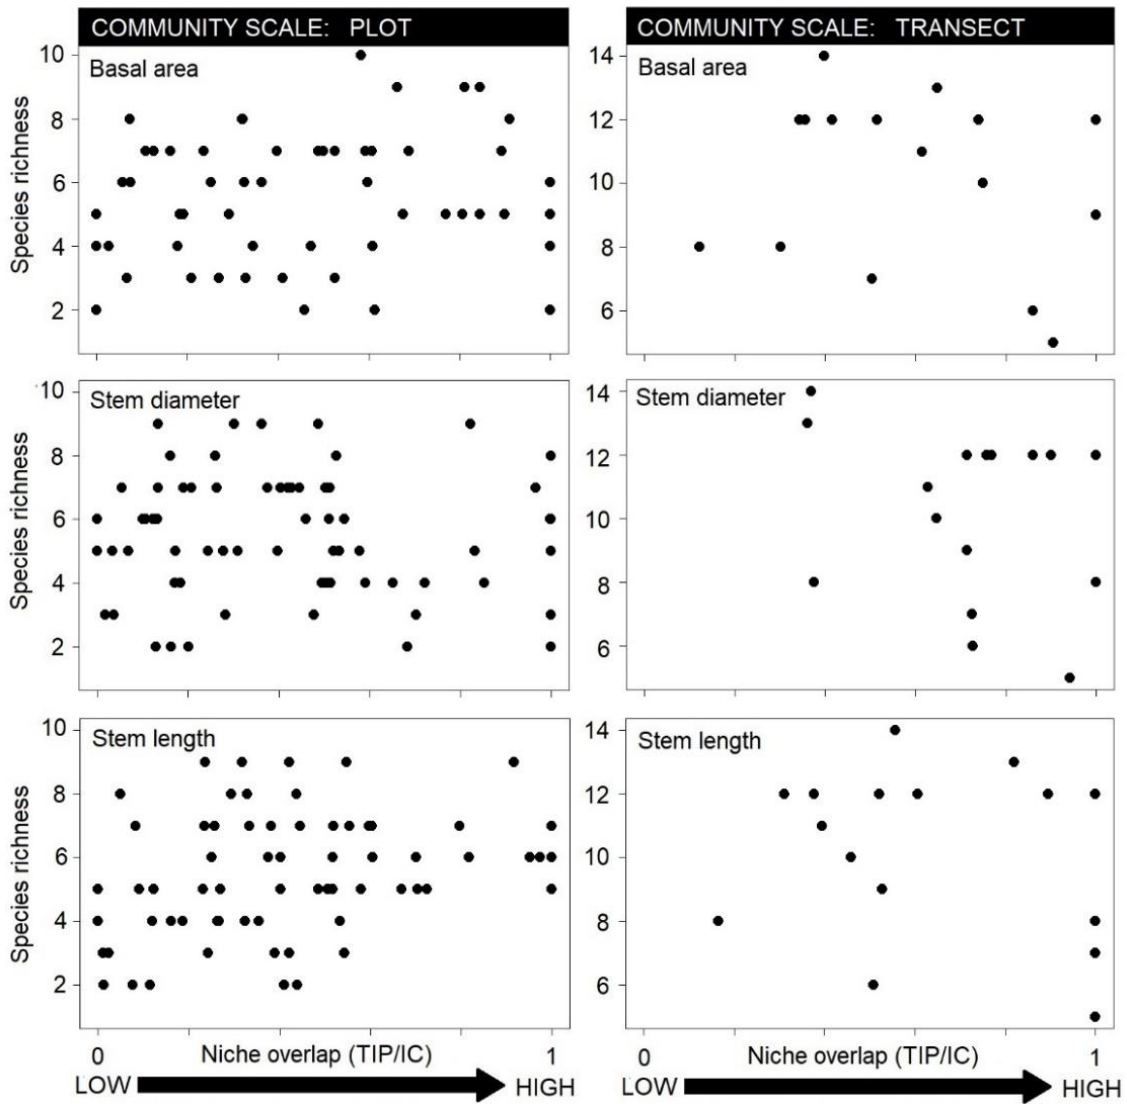 COMMUNITY SCALE: PLOT
Basal area
Species richness
10
8
6
4
2
COMMUNITY SCALE: TRANSECT
Basal area
14
12
10
8
6
Stem diameter
Species richness
10
8
6
4
2
Stem diameter
14
12
10
8
6
Stem length
Species richness
10
8
6
4
2
Stem length
14
12
10
8
6
0 Niche overlap (TIP/IC) 1
LOW HIGH
0 Niche overlap (TIP/IC) 1
LOW HIGH